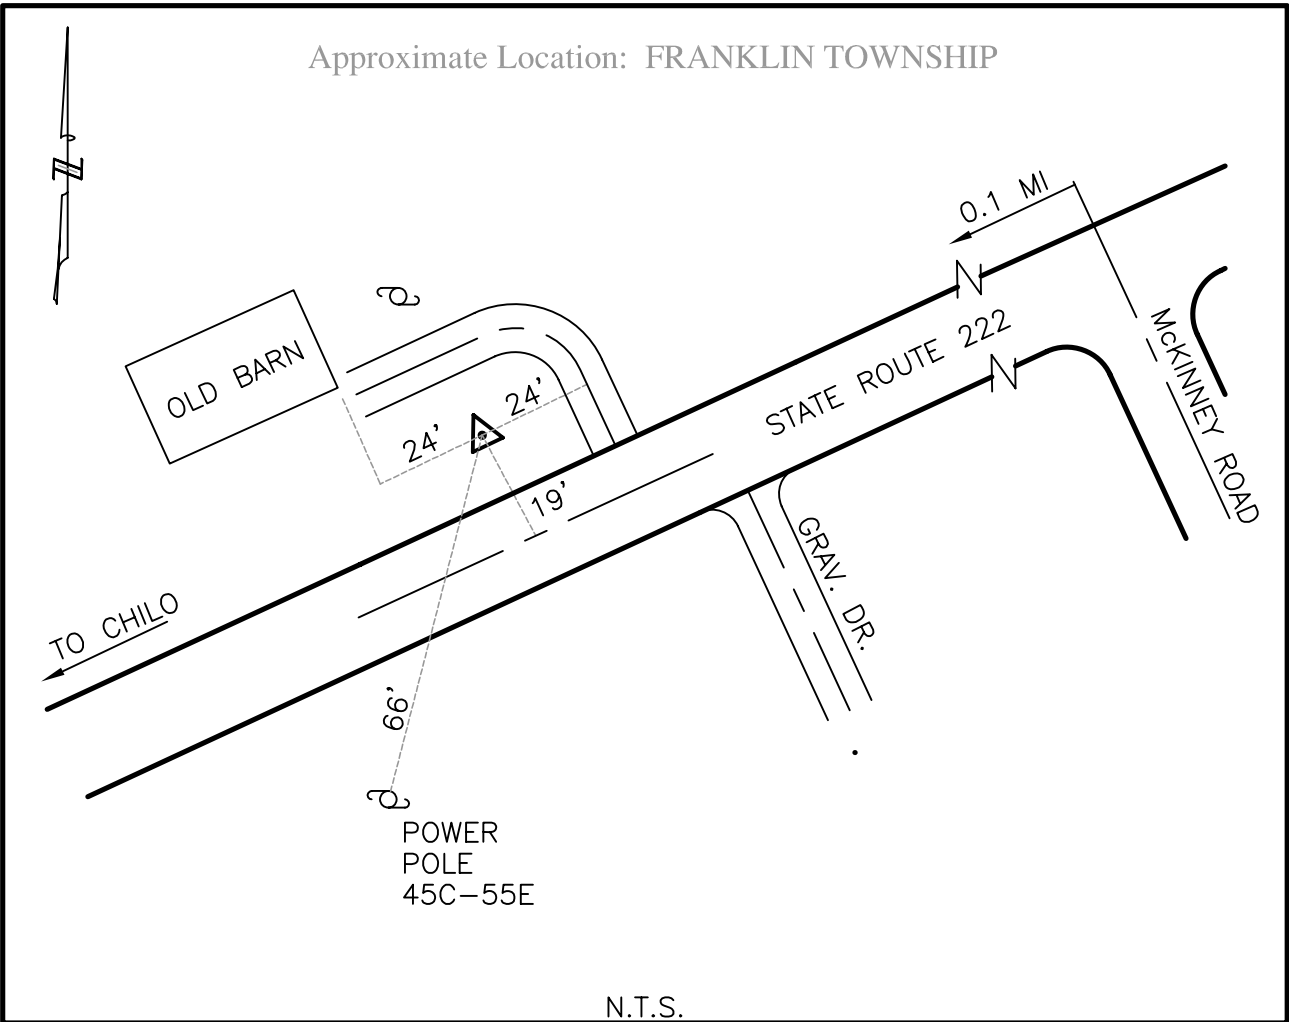 Approximate Location:  FRANKLIN TOWNSHIP
N
0.1 MI
OLD BARN
STATE ROUTE 222
McKINNEY ROAD
24'
24'
19'
GRAV. DR.
TO CHILO
66'
POWER
POLE
45C-55E
N.T.S.